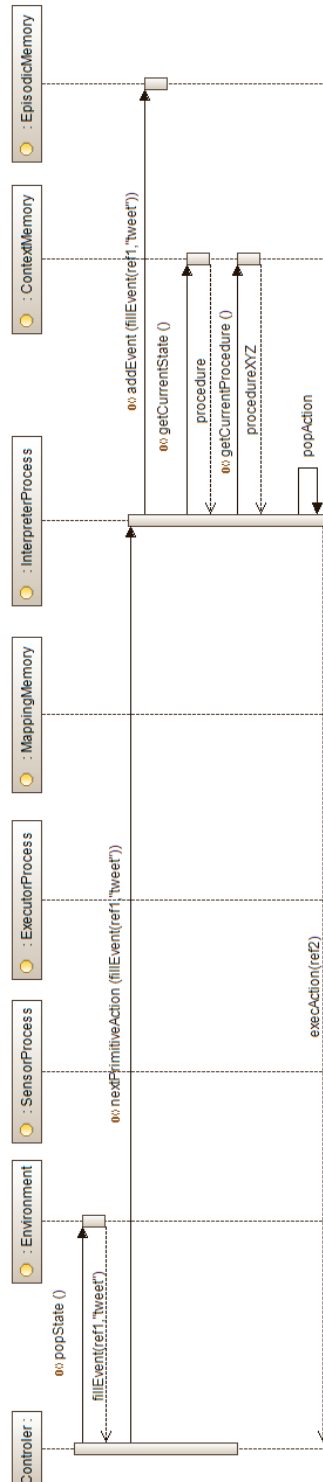 Controler :
: Environment
: SensorProcess
: ExecutorProcess
: MappingMemory
: InterpreterProcess
: ContextMemory
: EpisodicMemory
popState ()
fillEvent(ref1,"tweet")
nextPrimitiveAction (fillEvent(ref1,"tweet"))
addEvent (fillEvent(ref1,"tweet"))
getCurrentState ()
procedure
getCurrentProcedure ()
procedureXYZ
popAction
execAction(ref2)